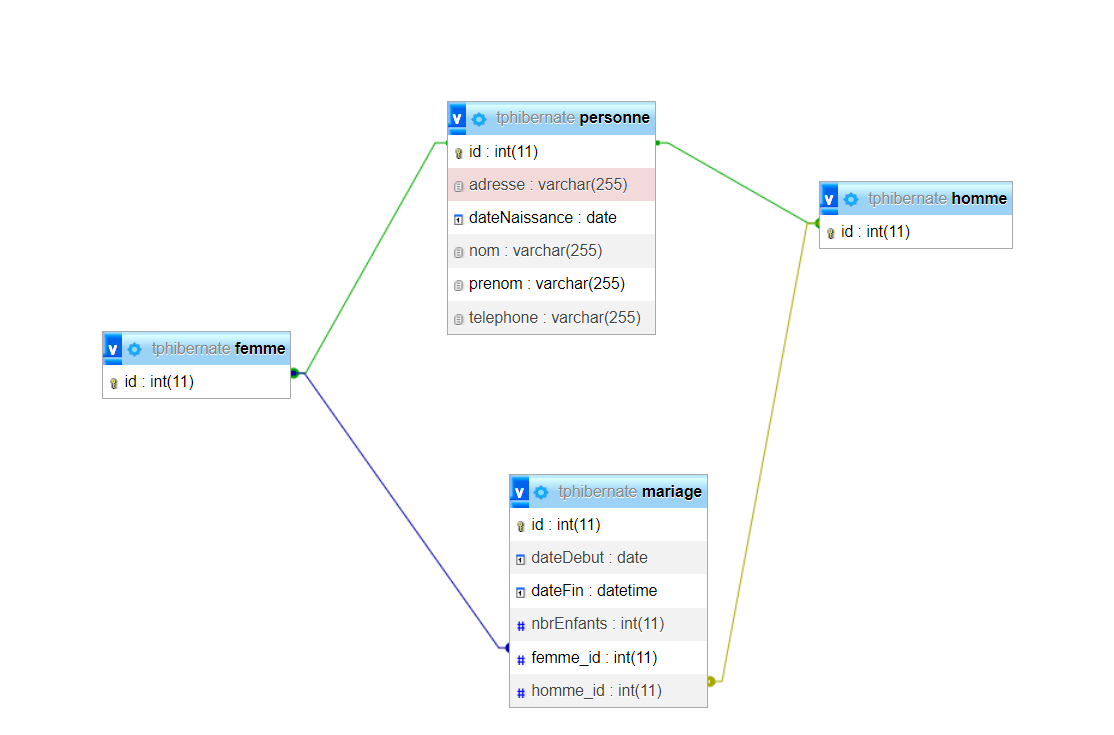 v tphibernate personne
id : int(11)
adresse : varchar(255)
dateNaissance : date
nom : varchar(255)
prenom : varchar(255)
telephone : varchar(255)
v tphibernate homme
id : int(11)
v tphibernate femme
id : int(11)
v tphibernate mariage
id : int(11)
dateDebut : date
dateFin : datetime
# nbrEnfants : int(11)
# femme_id : int(11)
# homme_id : int(11)